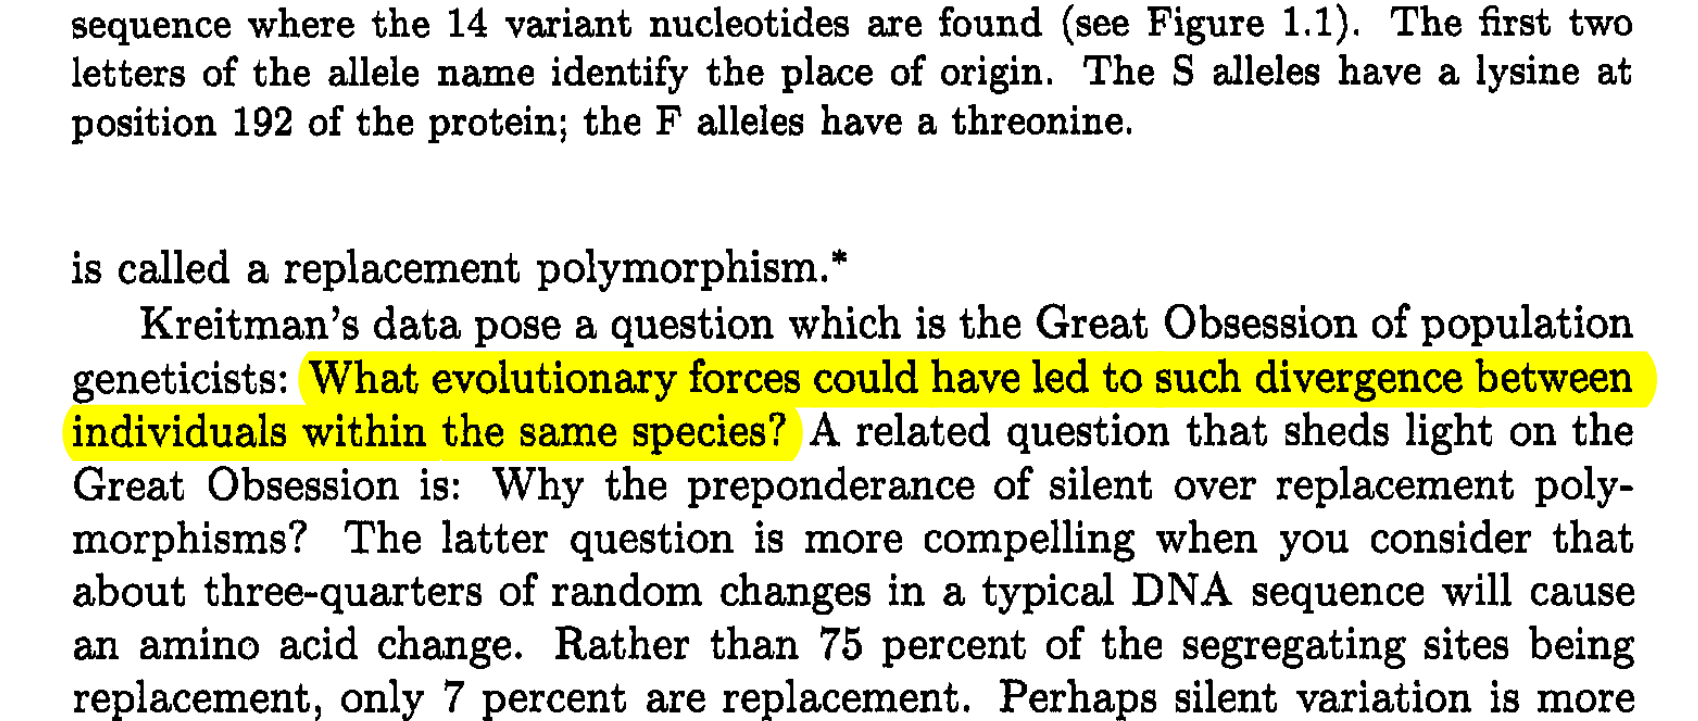 sequence where the 14 variant nucleotides are found (see Figure 1.1). The first two
letters of the allele name identify the place of origin. The S alleles have a lysine at
position 192 of the protein; the F alleles have a threonine.
is called a replacement polymorphism.*
Kreitman's data pose a question which is the Great Obsession of population
geneticists: What evolutionary forces could have led to such divergence between
individuals within the same species? A related question that sheds light on the
Great Obsession is: Why the preponderance of silent over replacement poly-
morphisms? The latter question is more compelling when you consider that
about three-quarters of random changes in a typical DNA sequence will cause
an amino acid change. Rather than 75 percent of the segregating sites being
replacement, only 7 percent are replacement. Perhaps silent variation is more